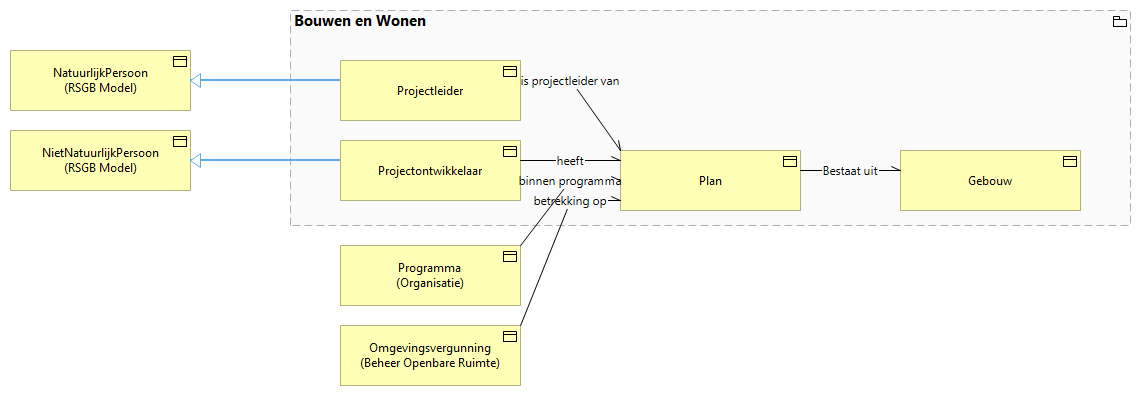 Bouwen en Wonen
NatuurlijkPersoon
(RSGB Model)
Projectleider
is projectleider van
NietNatuurlijkPersoon
(RSGB Model)
Projectontwikkelaar
heeft
binnen programma
betrekking op
Plan
Bestaat uit
Gebouw
Programma
(Organisatie)
Omgevingsvergunning
(Beheer Openbare Ruimte)